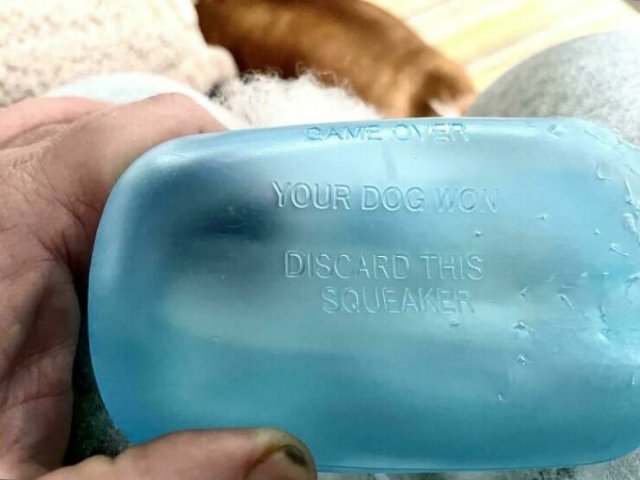 GAME OVER
YOUR DOG WON
DISCARD THIS
SQUEAKER